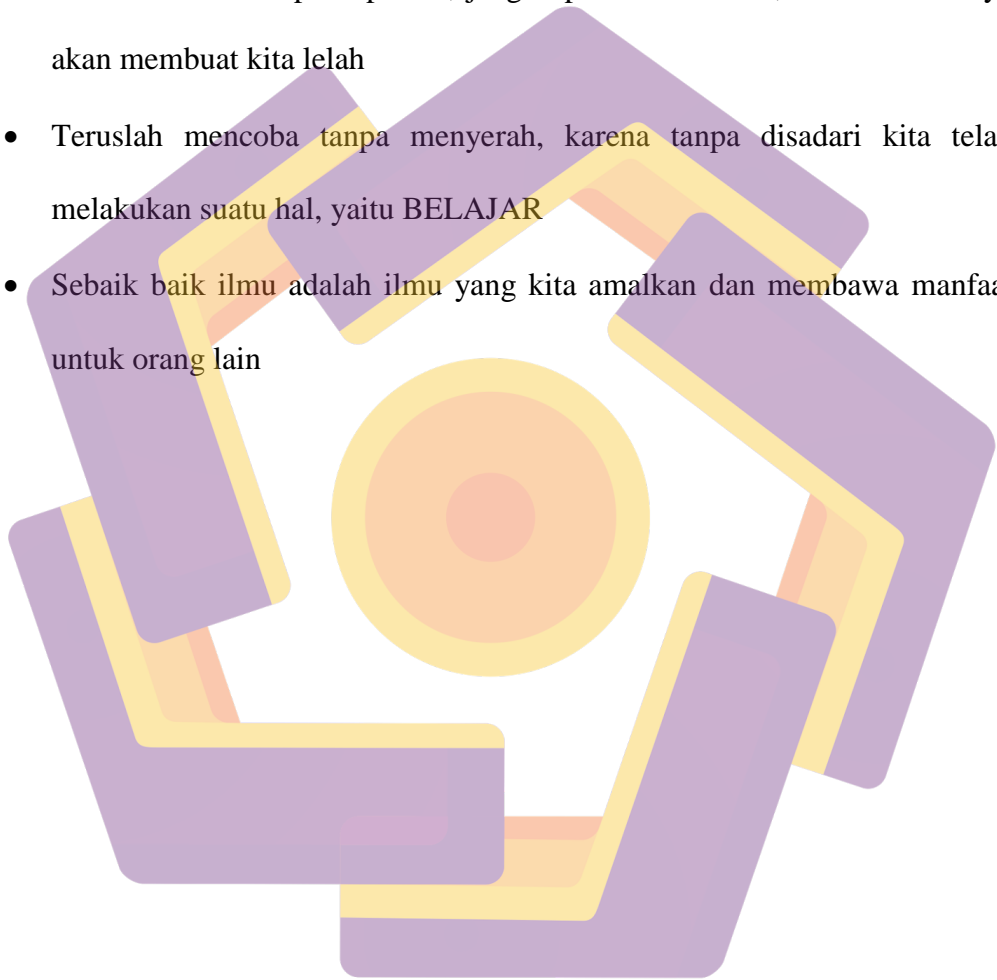 akan membuat kita lelah
• Teruslah mencoba tanpa menyerah, karena tanpa disadari kita tela
melakukan suatu hal, yaitu BELAJAR
• Sebaik baik ilmu adalah ilmu yang kita amalkan dan membawa manfaa
untuk orang lain